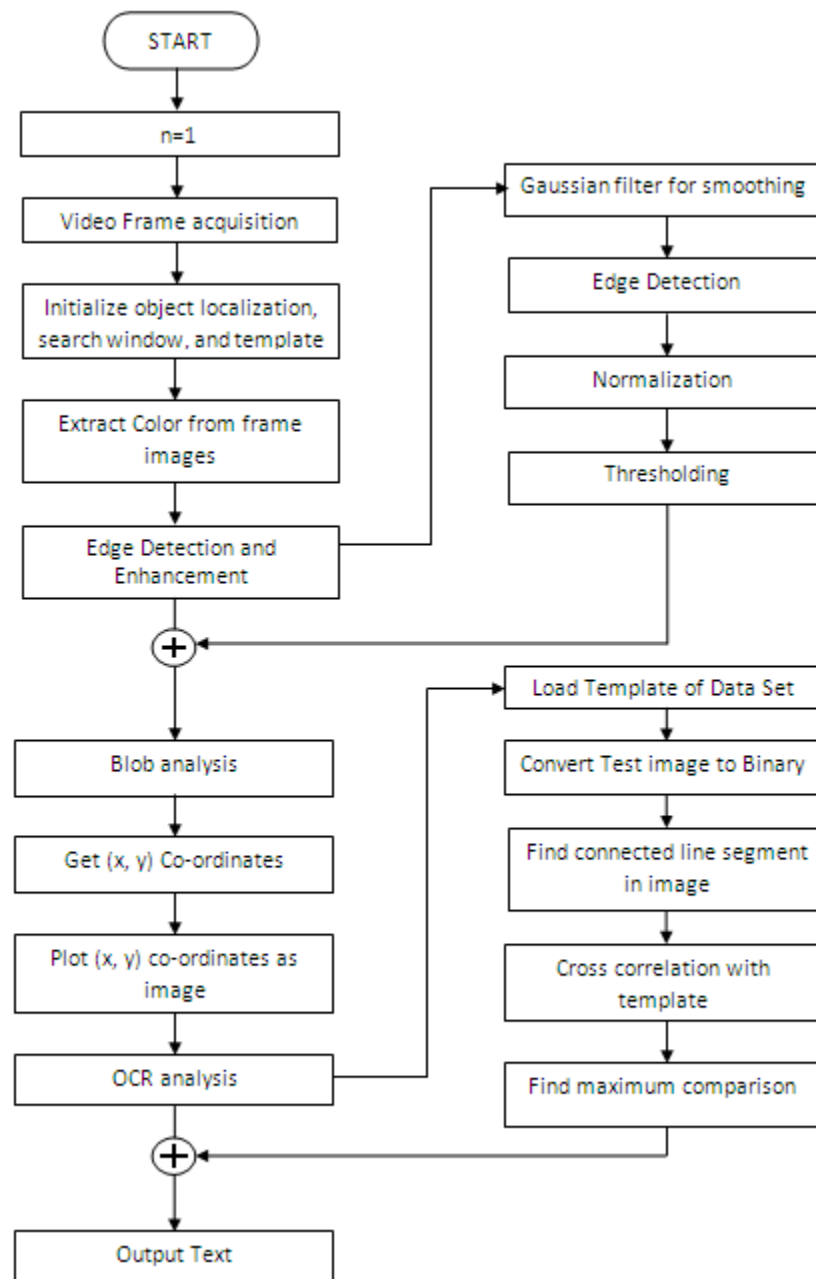 START
n=1
Video Frame acquisition
Initialize object localization,
search window, and template
Extract Color from frame
images
Edge Detection and
Enhancement
Gaussian filter for smoothing
Edge Detection
Normalization
Thresholding
+
Blob analysis
Get (x, y) Co-ordinates
Plot (x, y) co-ordinates as
image
OCR analysis
Load Template of Data Set
Convert Test image to Binary
Find connected line segment
in image
Cross correlation with
template
Find maximum comparison
+
Output Text